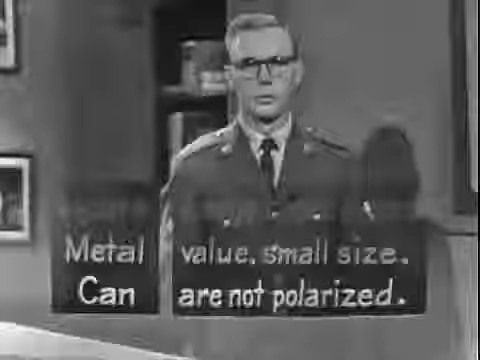 Metal value, small size.
Can are not polarized.